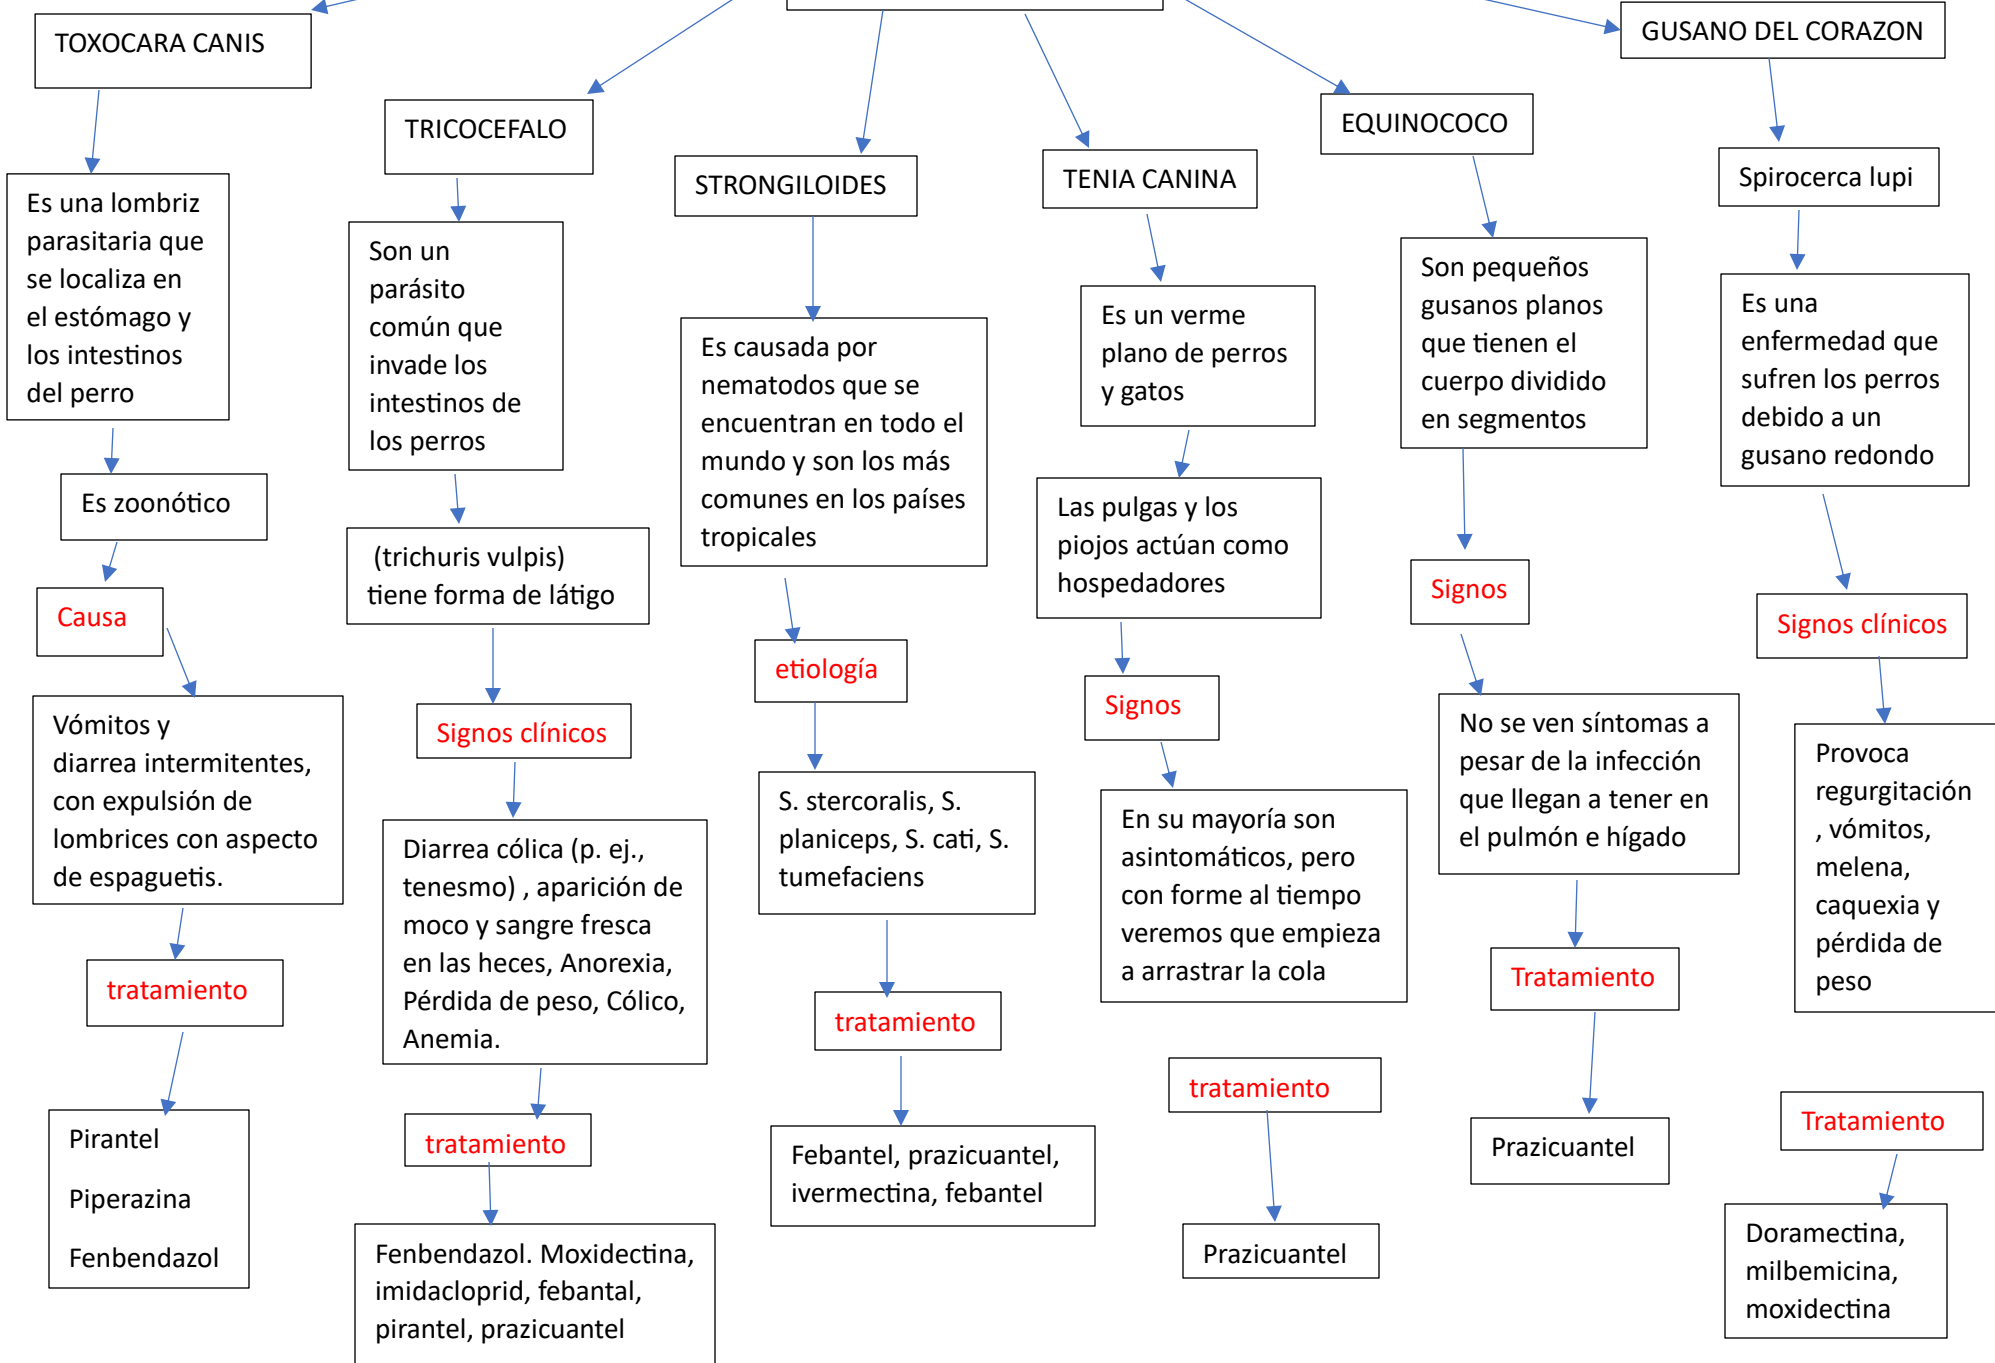 TOXOCARA CANIS
Es una lombriz
parasitaria que
se localiza en
el estómago y
los intestinos
del perro
Es zoonótico
Causa
Vómitos y
diarrea intermitentes,
con expulsión de
lombrices con aspecto
de espaguetis.
tratamiento
Pirantel
Piperazina
Fenbendazol
TRICOCEFALO
Son un
parásito
común que
invade los
intestinos de
los perros
(trichuris vulpis)
tiene forma de látigo
Signos clínicos
Diarrea cólica (p. ej.,
tenesmo) , aparición de
moco y sangre fresca
en las heces, Anorexia,
Pérdida de peso, Cólico,
Anemia.
tratamiento
Fenbendazol. Moxidectina,
imidacloprid, febantal,
pirantel, prazicuantel
STRONGILOIDES
Es causada por
nematodos que se
encuentran en todo el
mundo y son los más
comunes en los países
tropicales
etiología
S. stercoralis, S.
planiceps, S. cati, S.
tumefaciens
tratamiento
Febantel, prazicuantel,
ivermectina, febantel
TENIA CANINA
Es un verme
plano de perros
y gatos
Las pulgas y los
piojos actúan como
hospedadores
Signos
En su mayoría son
asintomáticos, pero
con forme al tiempo
veremos que empieza
a arrastrar la cola
tratamiento
Prazicuantel
EQUINOCOCO
Son pequeños
gusanos planos
que tienen el
cuerpo dividido
en segmentos
Signos
No se ven síntomas a
pesar de la infección
que llegan a tener en
el pulmón e hígado
Tratamiento
Prazicuantel
GUSANO DEL CORAZON
Spirocerca lupi
Es una
enfermedad que
sufren los perros
debido a un
gusano redondo
Signos clínicos
Provoca
regurgitación
, vómitos,
melena,
caquexia y
pérdida de
peso
Tratamiento
Doramectina,
milbemicina,
moxidectina